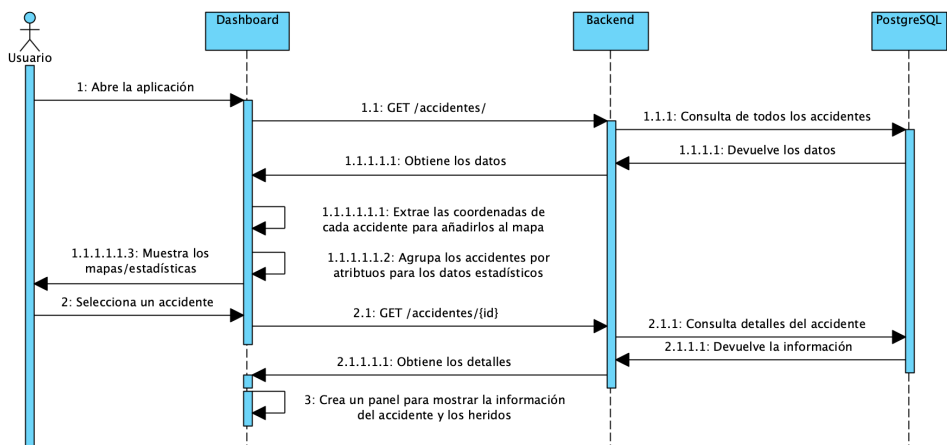 Dashboard
Backend
PostgreSQL
Usuario
1: Abre la aplicación
1.1: GET /accidentes/
1.1.1: Consulta de todos los accidentes
1.1.1.1: Devuelve los datos
1.1.1.1.1: Obtiene los datos
1.1.1.1.1.1: Extrae las coordenadas de
cada accidente para añadirlos al mapa
1.1.1.1.1.3: Muestra los
mapas/estadísticas
1.1.1.1.1.2: Agrupa los accidentes por
atribtuos para los datos estadísticos
2: Selecciona un accidente
2.1: GET /accidentes/{id}
2.1.1: Consulta detalles del accidente
2.1.1.1: Devuelve la información
2.1.1.1.1: Obtiene los detalles
3: Crea un panel para mostrar la información
del accidente y los heridos